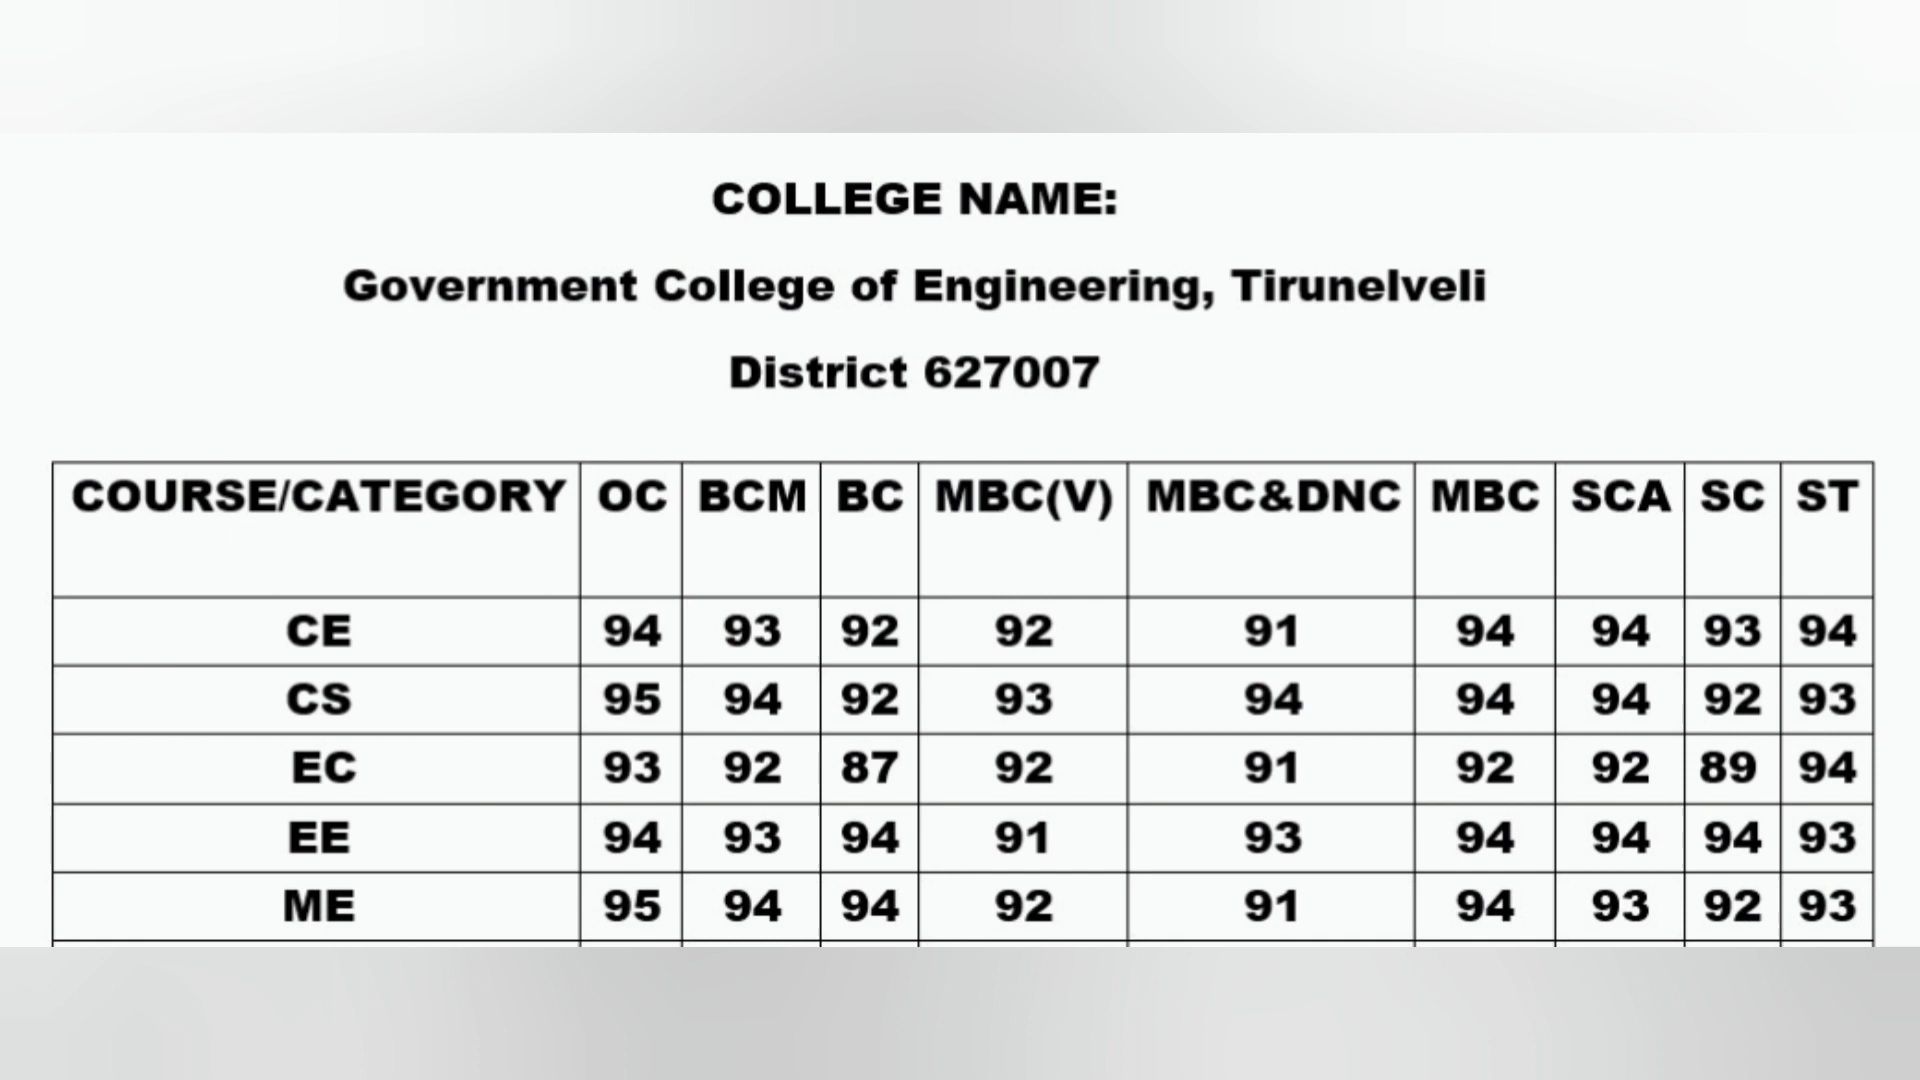 COLLEGE NAME:
Government College of Engineering, Tirunelveli
District 627007
COURSE/CATEGORY OC BCM BC MBC(V) MBC&DNC MBC SCA SC ST
CE 94 93 92 92 91 94 94 93 94
CS 95 94 92 93 94 94 94 92 93
EC 93 92 87 92 91 92 92 89 94
EE 94 93 94 91 93 94 94 94 93
ME 95 94 94 92 91 94 93 92 93